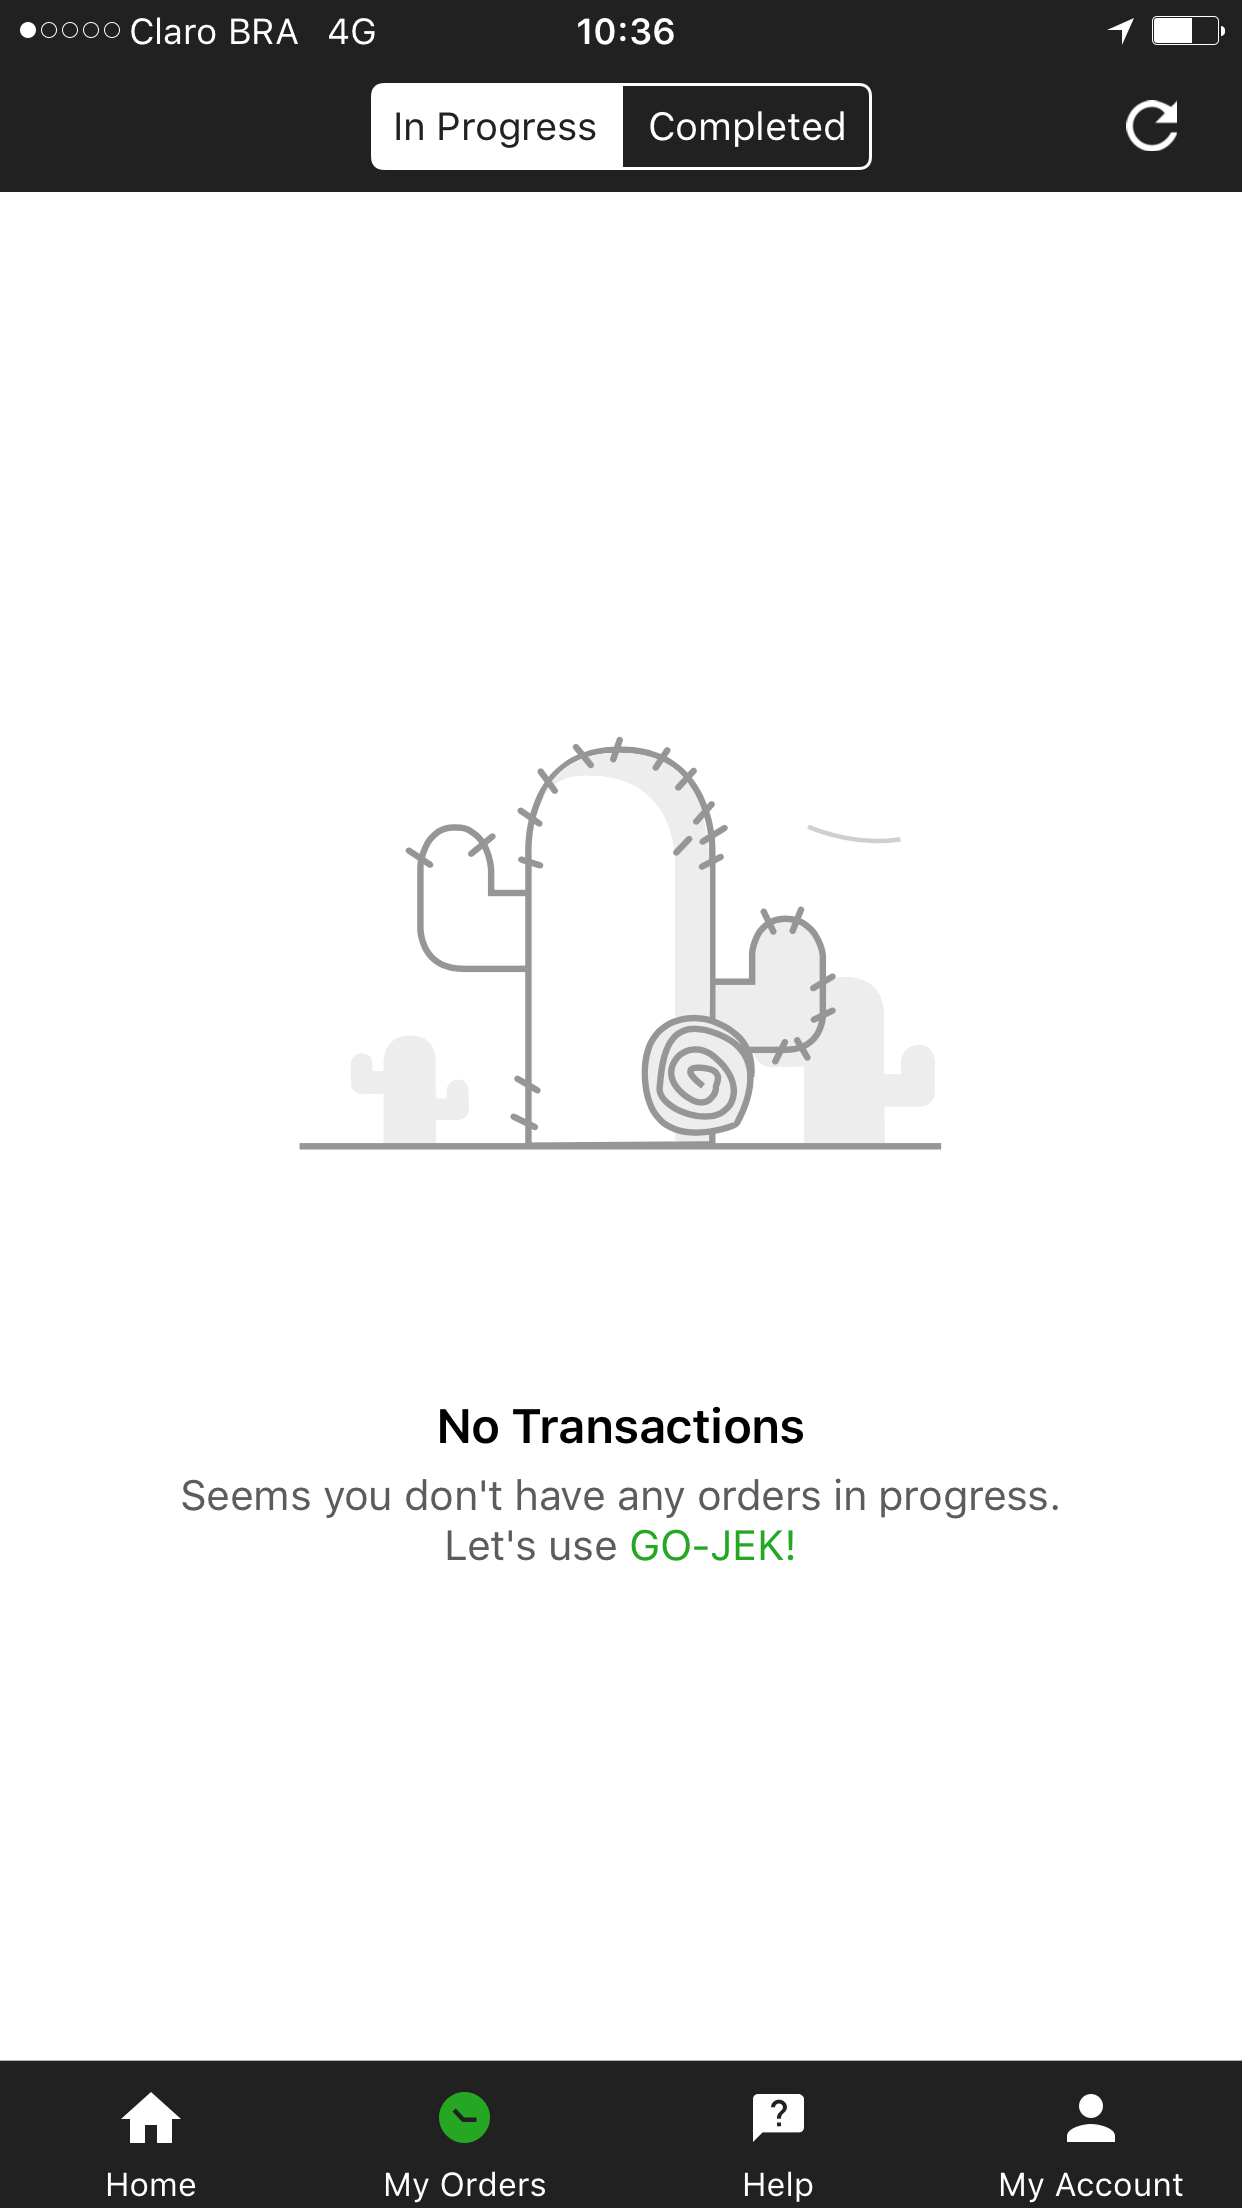 Claro BRA 4G 10:36
In Progress Completed
No Transactions
Seems you don't have any orders in progress.
Let's use GO-JEK!
?
Home My Orders Help My Account